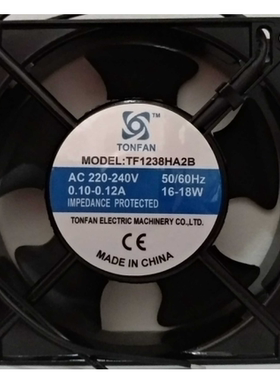 TM
TONFAN
MODEL:TF1238HA2B
AC 220-240V 50/60Hz
0.10-0.12A 16-18W
IMPEDANCE PROTECTED
TONFAN ELECTRIC MACHINERY CO.,LTD.
CE
MADE IN CHINA